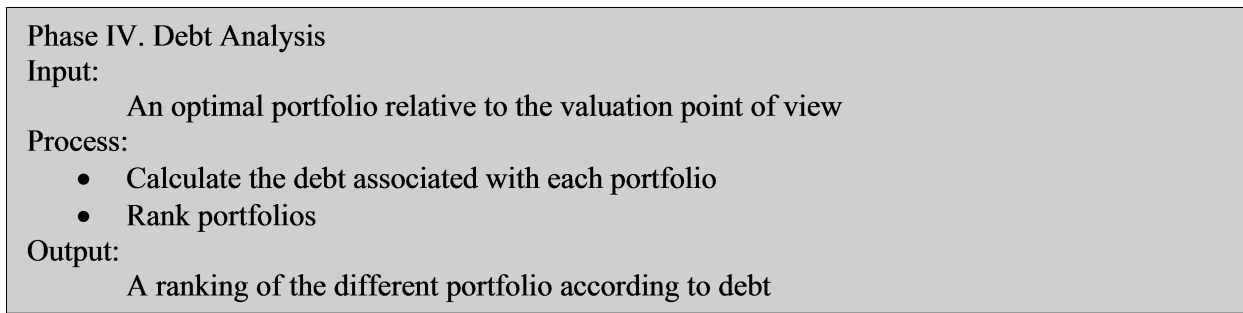 Phase IV. Debt Analysis
Input:
An optimal portfolio relative to the valuation point of view
Process:
• Calculate the debt associated with each portfolio
• Rank portfolios
Output:
A ranking of the different portfolio according to debt